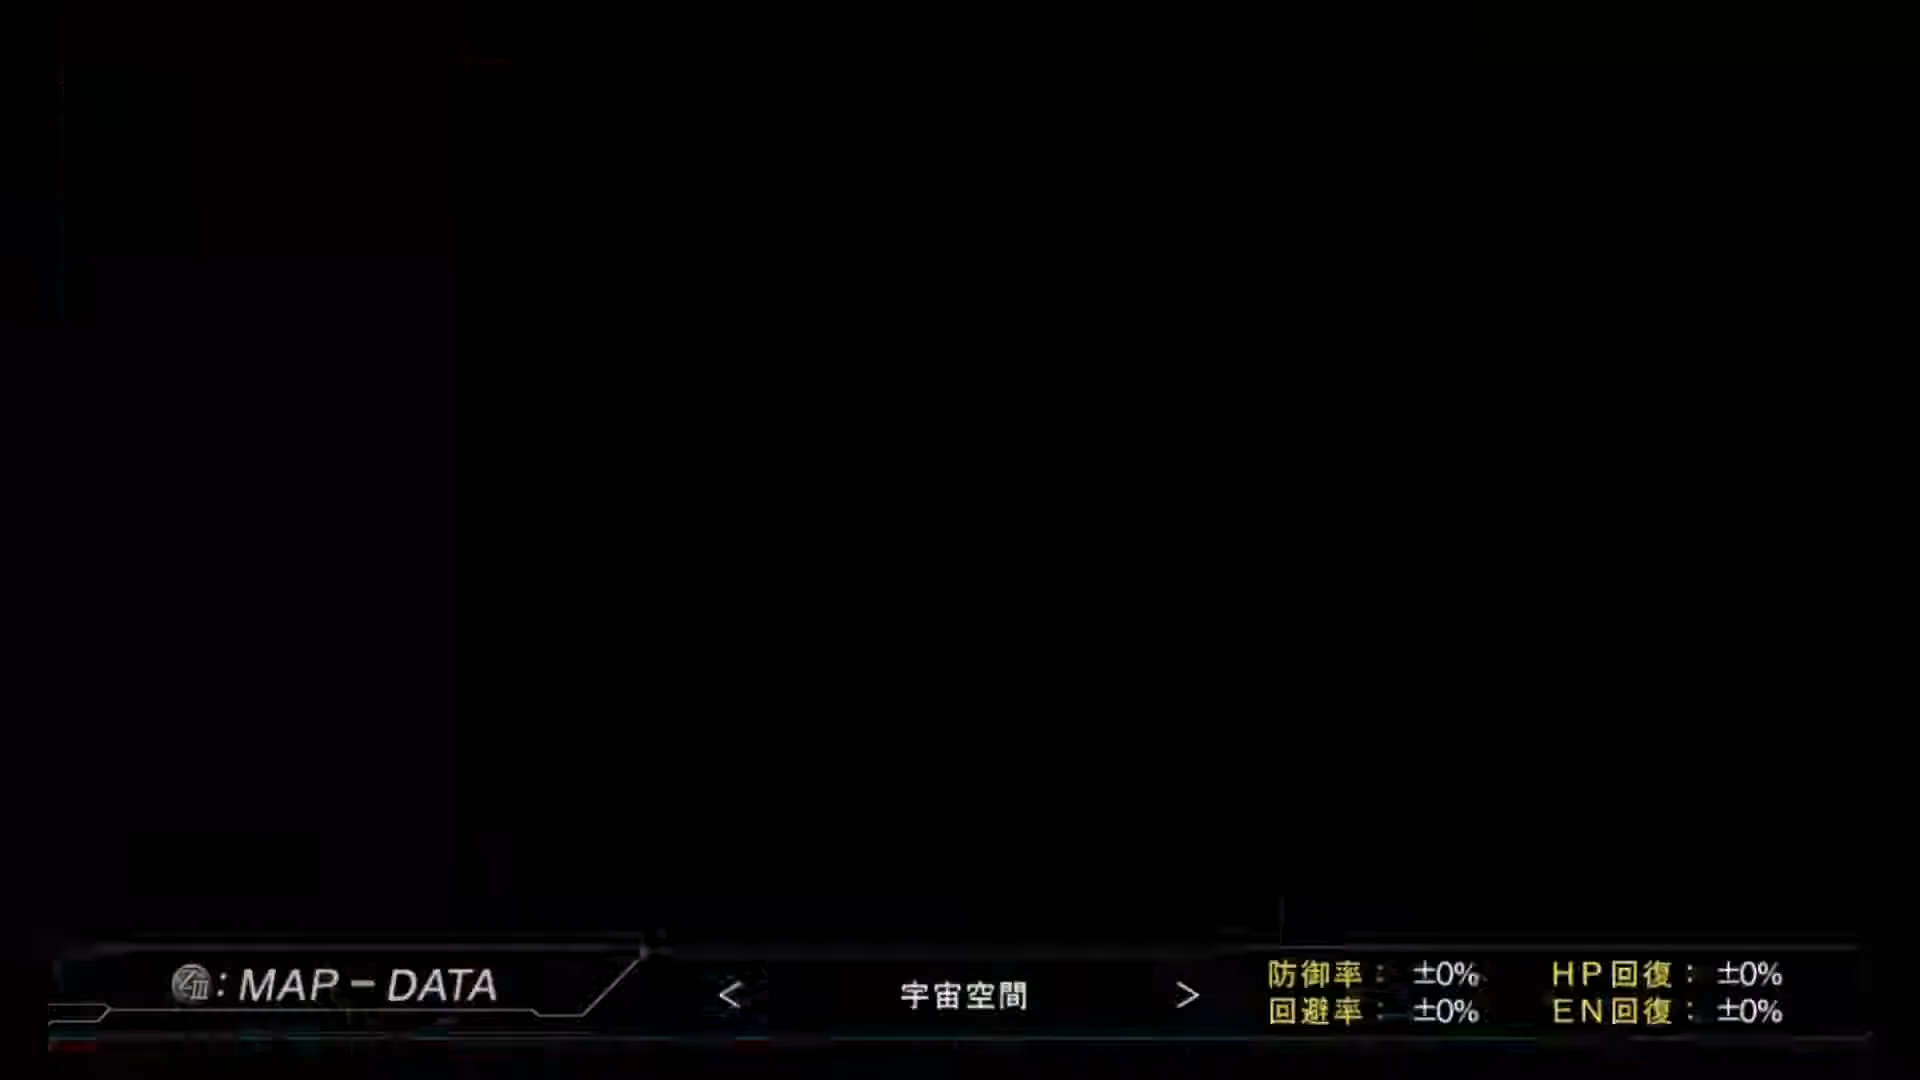 ZIII : MAP - DATA
< 宇宙空間 >
防御率： ±0% HP回復： ±0%
回避率： ±0% EN回復： ±0%